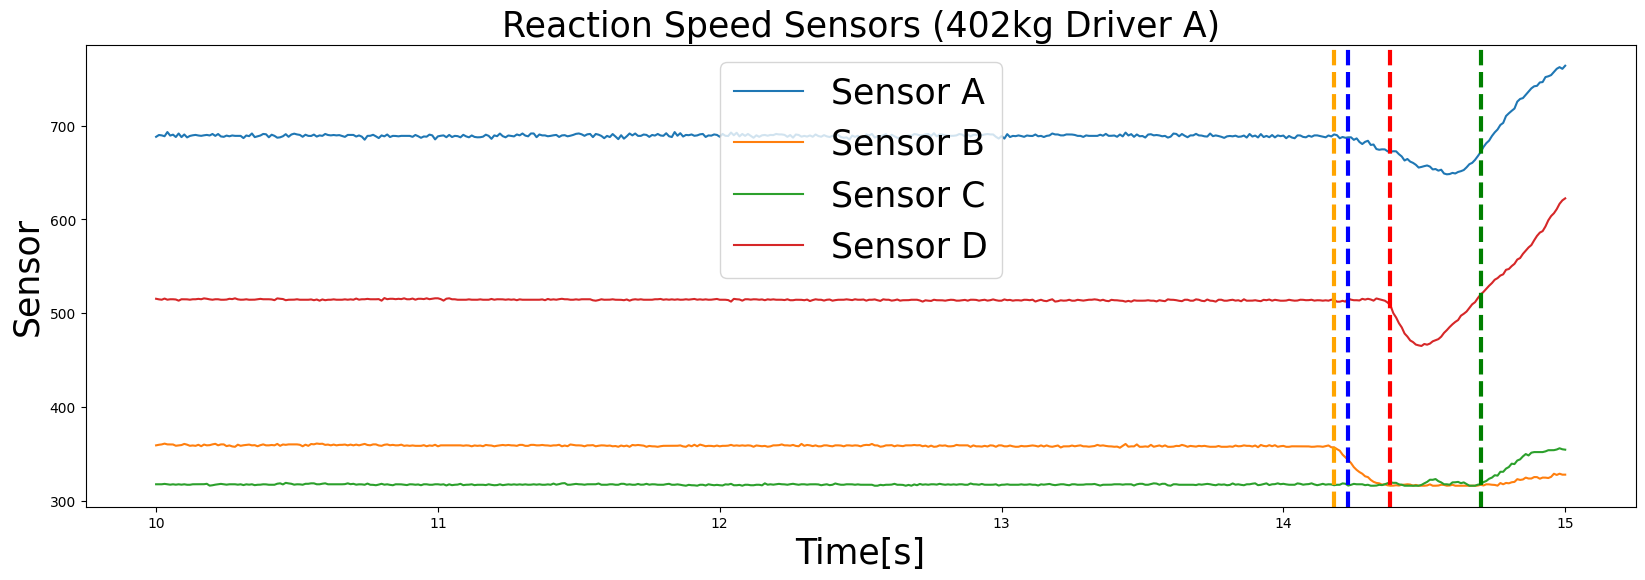 Reaction Speed Sensors (402kg Driver A)
Sensor A
Sensor B
Sensor C
Sensor D
Sensor
700
600
500
400
300
10 11 12 13 14 15
Time[s]